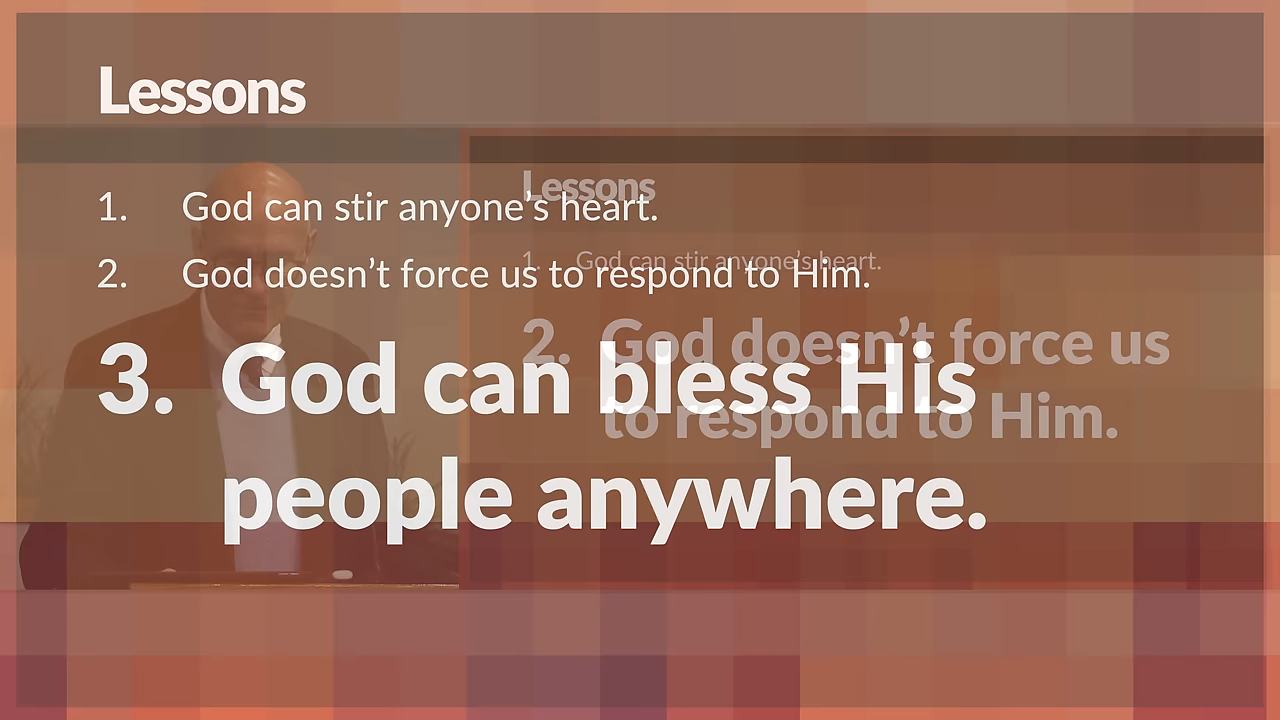 Lessons
1. God can stir anyone’s heart.
2. God doesn’t force us to respond to Him.
3. God can bless His
people anywhere.
Lessons
1. God can stir anyone’s heart.
2. God doesn’t force us
to respond to Him.